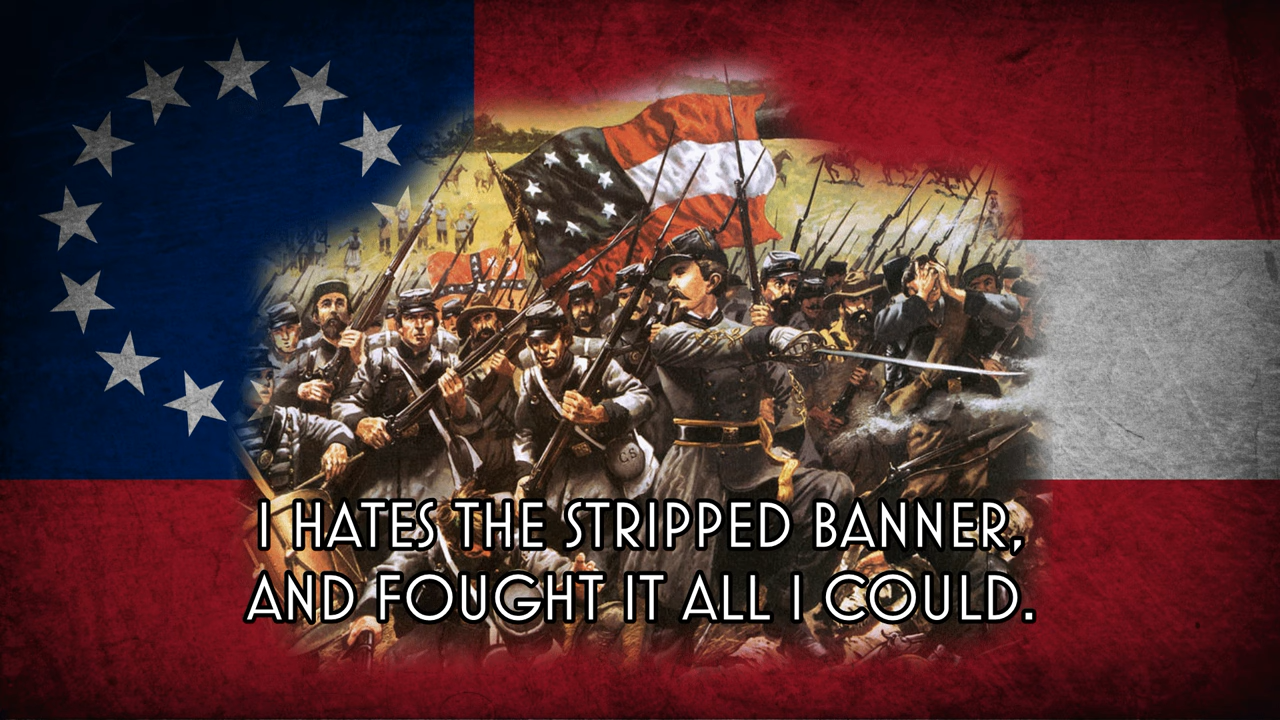 I HATES THE STRIPPED BANNER,
AND FOUGHT IT ALL I COULD.
C.S.